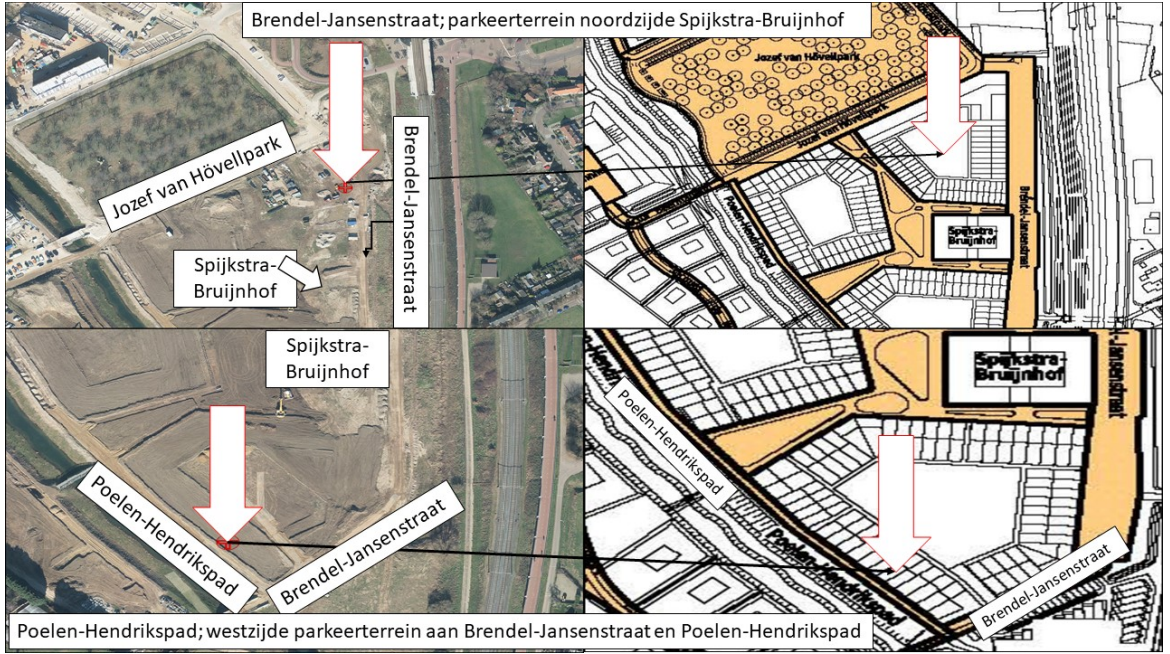 Brendel-Jansenstraat; parkeerterrein noordzijde Spijkstra-Bruijnhof
Jozef van Hövellpark
Brendel-Jansenstraat
Spijkstra-
Bruijnhof
Jozef van Hövellpark
Jozef van Hövellpark
Poelen-Hendrikspad
Brendel-Jansenstraat
Spijkstra-
Bruijnhof
Spijkstra-
Bruijnhof
Poelen-Hendrikspad
Brendel-Jansenstraat
Spijkstra-
Bruijnhof
-Jansenstraat
Poelen-Hendrikspad
Poelen-Hendrikspad
Brendel-Jansenstraat
Poelen-Hendrikspad; westzijde parkeerterrein aan Brendel-Jansenstraat en Poelen-Hendrikspad